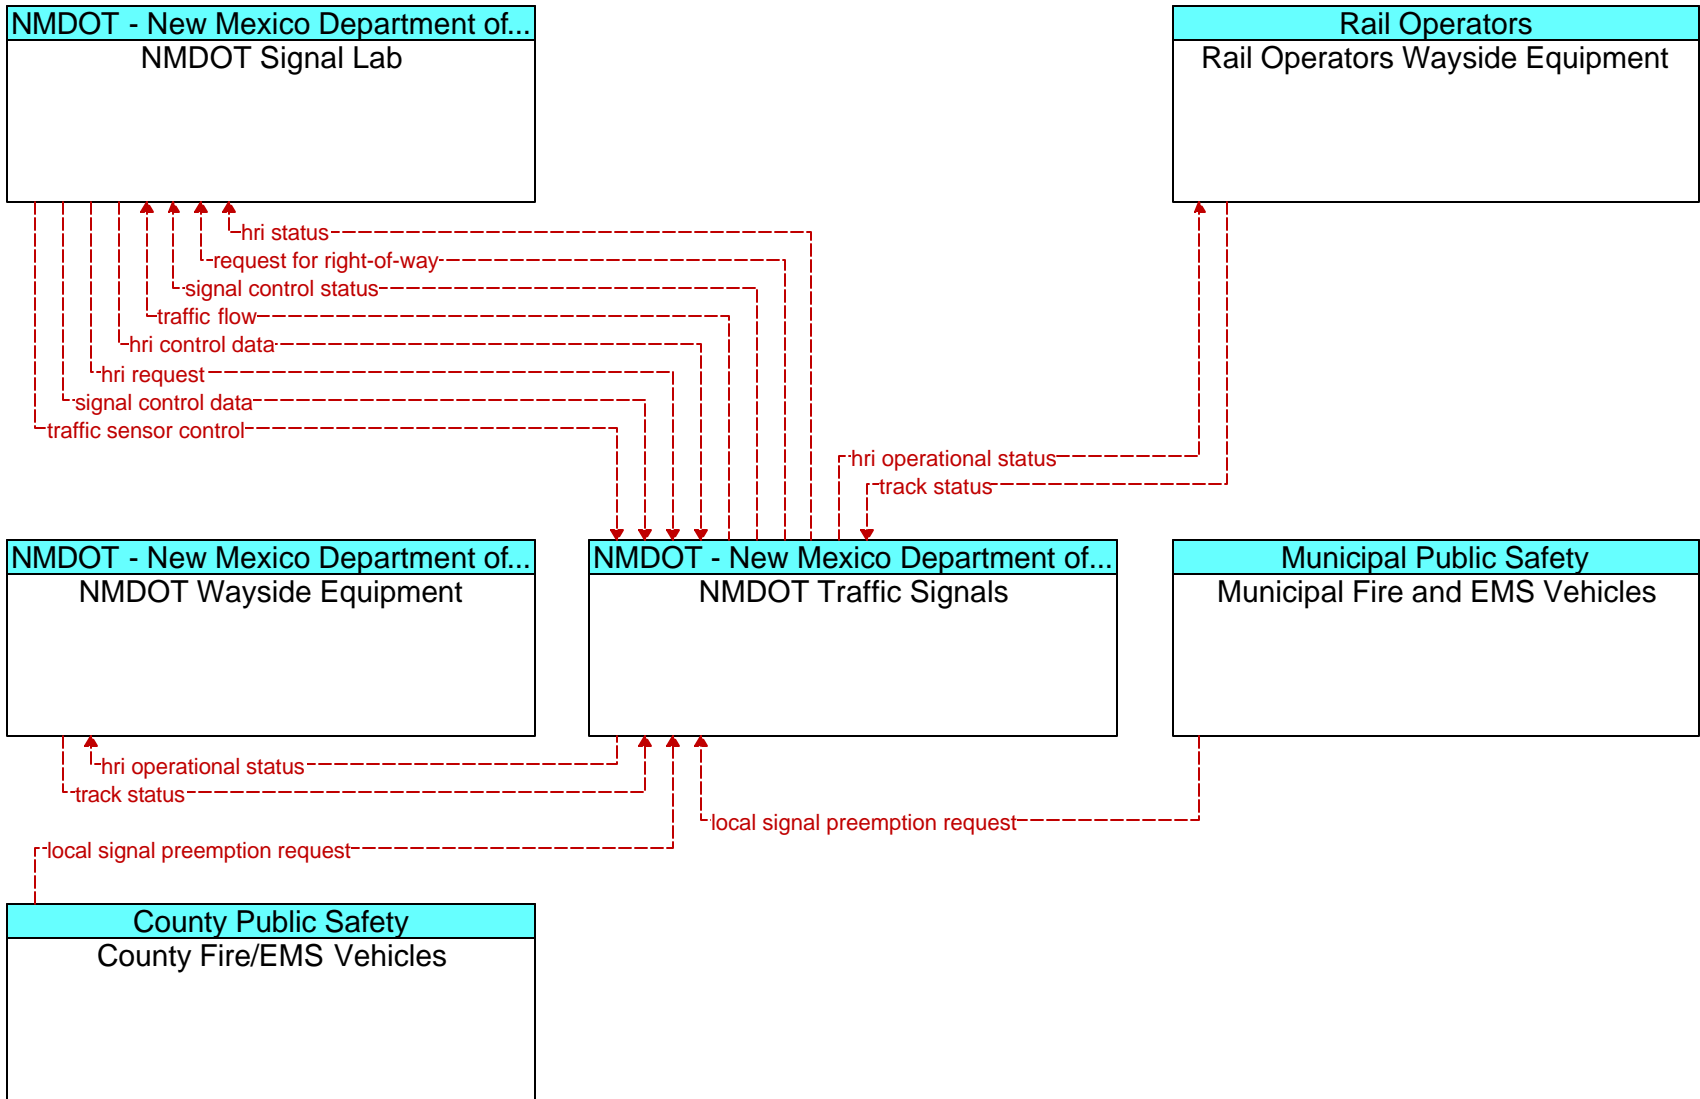 NMDOT - New Mexico Department of...
NMDOT Signal Lab
Rail Operators
Rail Operators Wayside Equipment
hri status
request for right-of-way
signal control status
traffic flow
hri control data
hri request
signal control data
traffic sensor control
hri operational status
track status
NMDOT - New Mexico Department of...
NMDOT Wayside Equipment
NMDOT - New Mexico Department of...
NMDOT Traffic Signals
Municipal Public Safety
Municipal Fire and EMS Vehicles
hri operational status
track status
local signal preemption request
local signal preemption request
County Public Safety
County Fire/EMS Vehicles